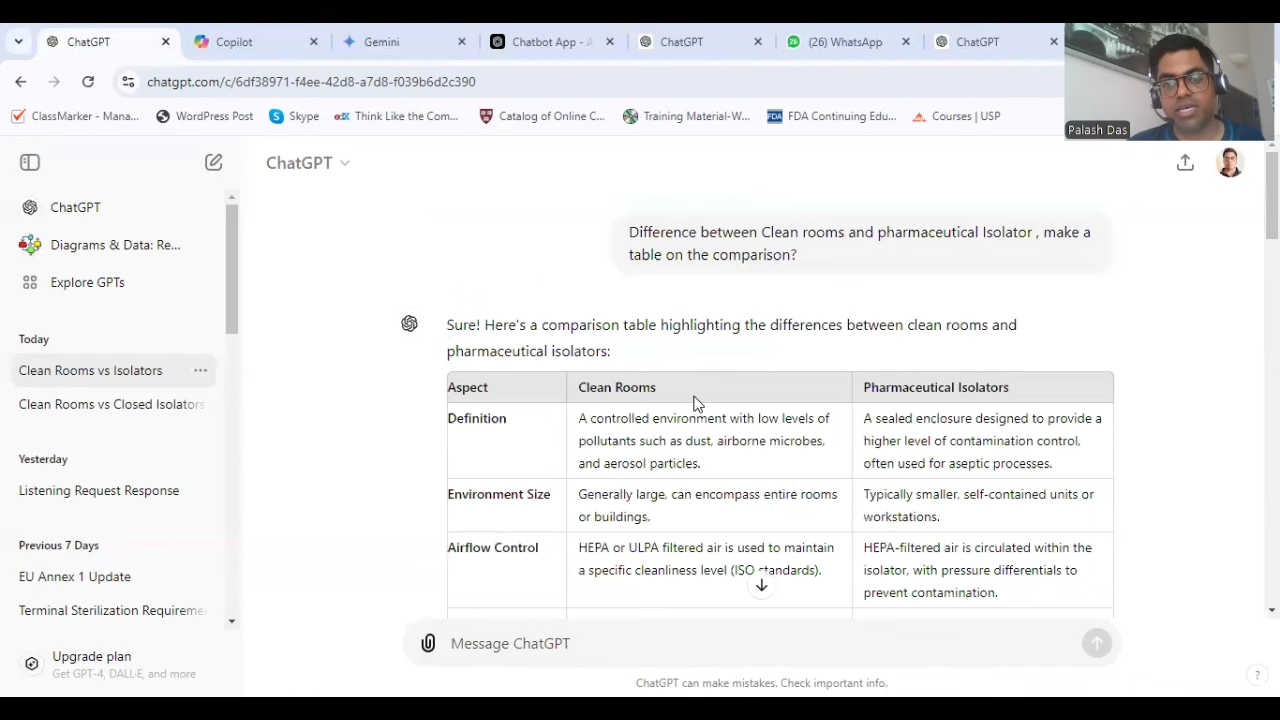 ChatGPT
Copilot
Gemini
Chatbot App - A
ChatGPT
(26) WhatsApp
ChatGPT
chatgpt.com/c/6df38971-f4ee-42d8-a7d8-f039b6d2c390
ClassMarker - Mana...
WordPress Post
Skype
edX
Think Like the Com...
Catalog of Online C...
Training Material-W...
FDA
FDA Continuing Edu...
Courses | USP
Palash Das
ChatGPT
ChatGPT
Diagrams & Data: Re...
Explore GPTs
Today
Clean Rooms vs Isolators
Clean Rooms vs Closed Isolators
Yesterday
Listening Request Response
Previous 7 Days
EU Annex 1 Update
Terminal Sterilization Requireme
Upgrade plan
Get GPT-4, DALL·E, and more
Difference between Clean rooms and pharmaceutical Isolator , make a
table on the comparison?
Sure! Here's a comparison table highlighting the differences between clean rooms and
pharmaceutical isolators:
Aspect
Clean Rooms
Pharmaceutical Isolators
Definition
A controlled environment with low levels of
pollutants such as dust, airborne microbes,
and aerosol particles.
A sealed enclosure designed to provide a
higher level of contamination control,
often used for aseptic processes.
Environment Size
Generally large, can encompass entire rooms
or buildings.
Typically smaller, self-contained units or
workstations.
Airflow Control
HEPA or ULPA filtered air is used to maintain
a specific cleanliness level (ISO standards).
HEPA-filtered air is circulated within the
isolator, with pressure differentials to
prevent contamination.
Message ChatGPT
ChatGPT can make mistakes. Check important info.
?